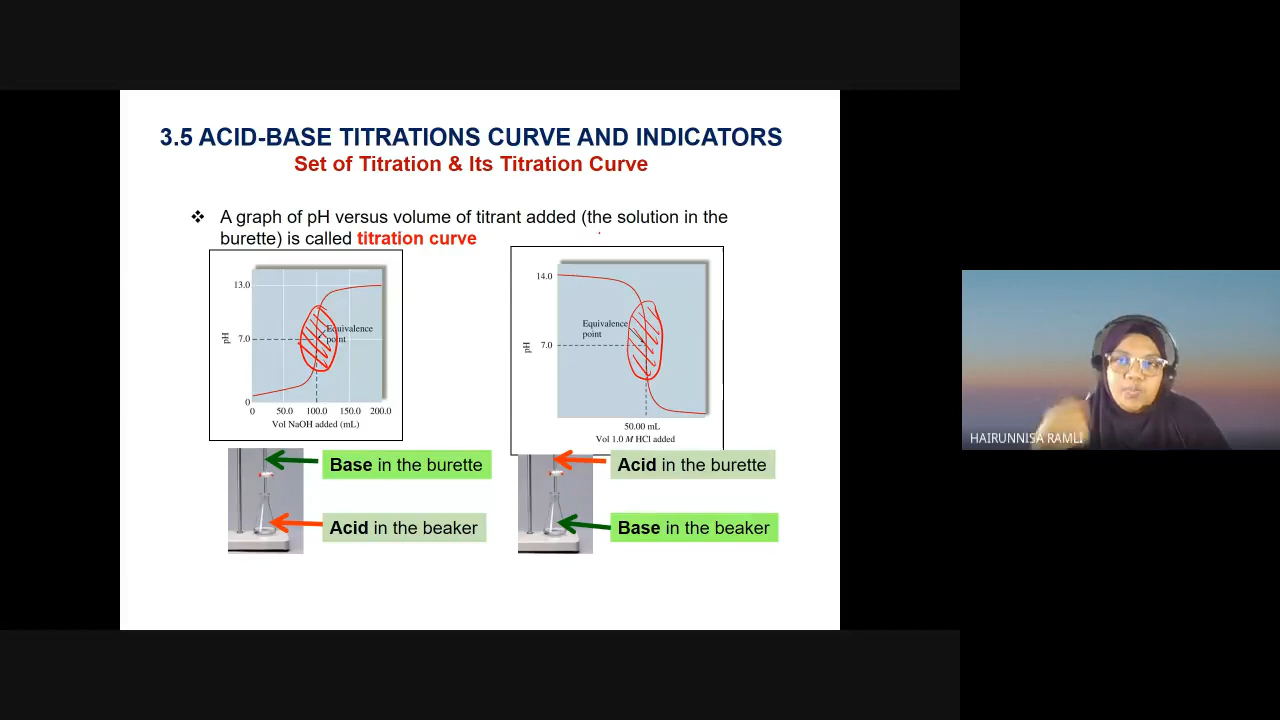 3.5 ACID-BASE TITRATIONS CURVE AND INDICATORS
Set of Titration & Its Titration Curve
❖ A graph of pH versus volume of titrant added (the solution in the
burette) is called titration curve
13.0
7.0
0
pH
Equivalence
point
0 50.0 100.0 150.0 200.0
Vol NaOH added (mL)
14.0
7.0
pH
Equivalence
point
50.00 mL
Vol 1.0 M HCl added
Base in the burette
Acid in the beaker
Acid in the burette
Base in the beaker
HAIRUNNISA RAMLI